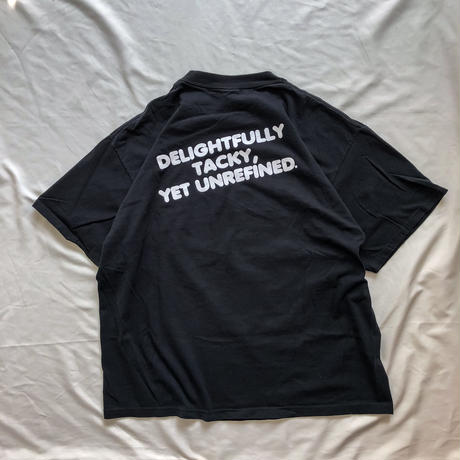 DELIGHTFULLY
TACKY,
YET UNREFINED.